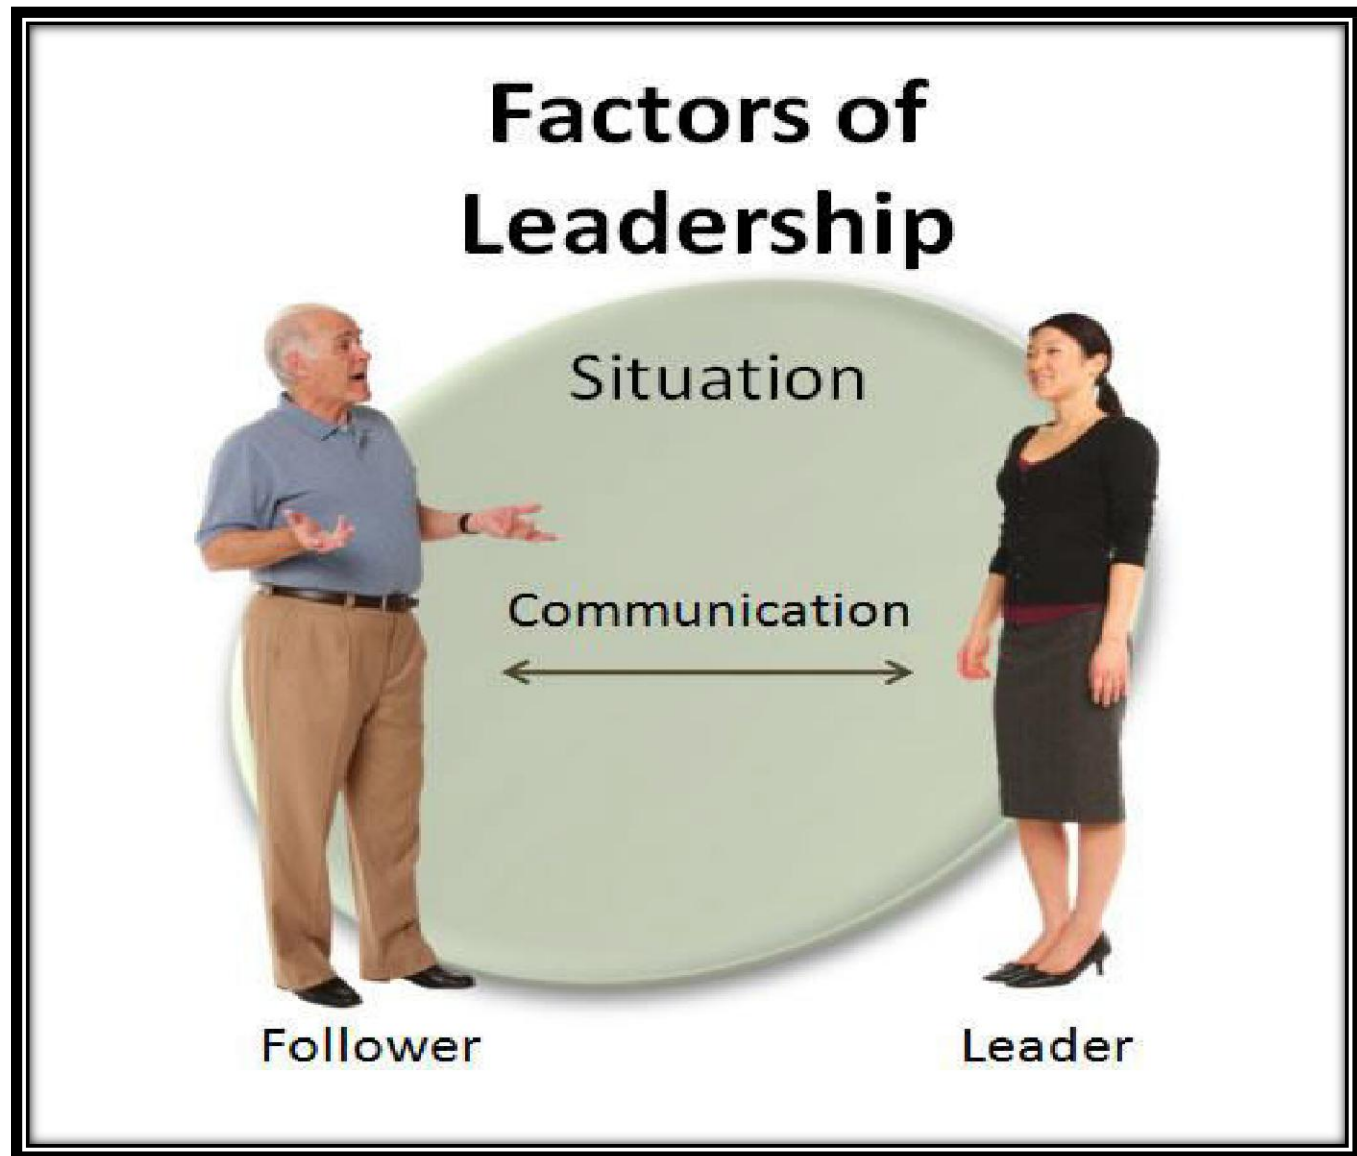 Factors of
Leadership
Situation
Communication
Follower
Leader